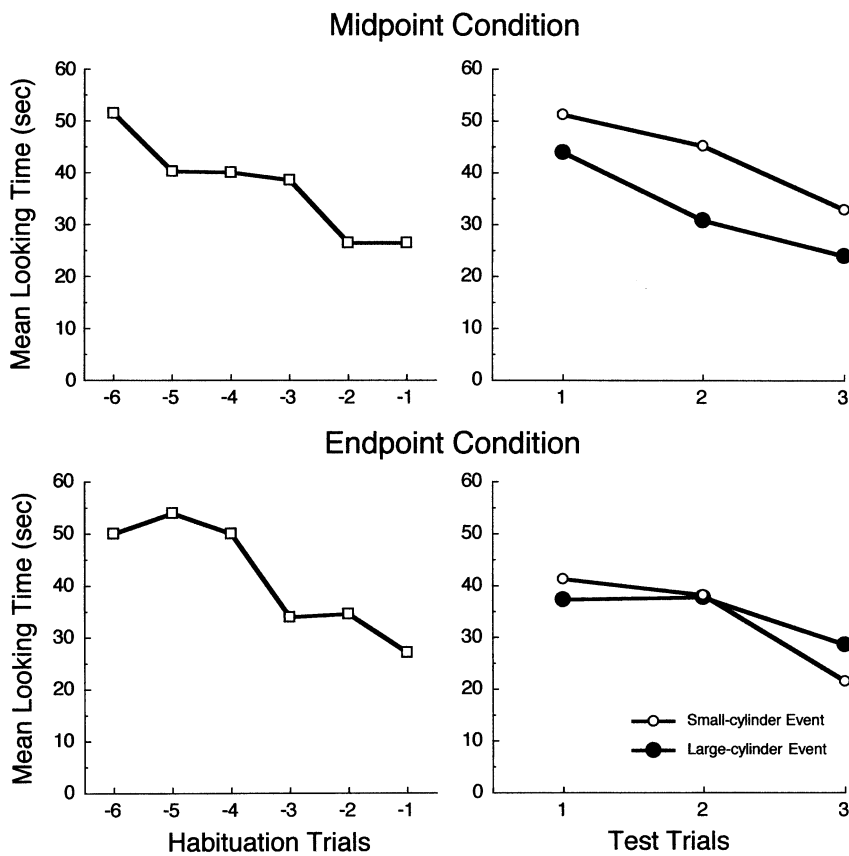 Midpoint Condition
Mean Looking Time (sec)
60
50
40
30
20
10
0
-6 -5 -4 -3 -2 -1
60
50
40
30
20
10
0
1 2 3
Endpoint Condition
Mean Looking Time (sec)
60
50
40
30
20
10
0
-6 -5 -4 -3 -2 -1
Habituation Trials
60
50
40
30
20
10
0
Small-cylinder Event
Large-cylinder Event
1 2 3
Test Trials